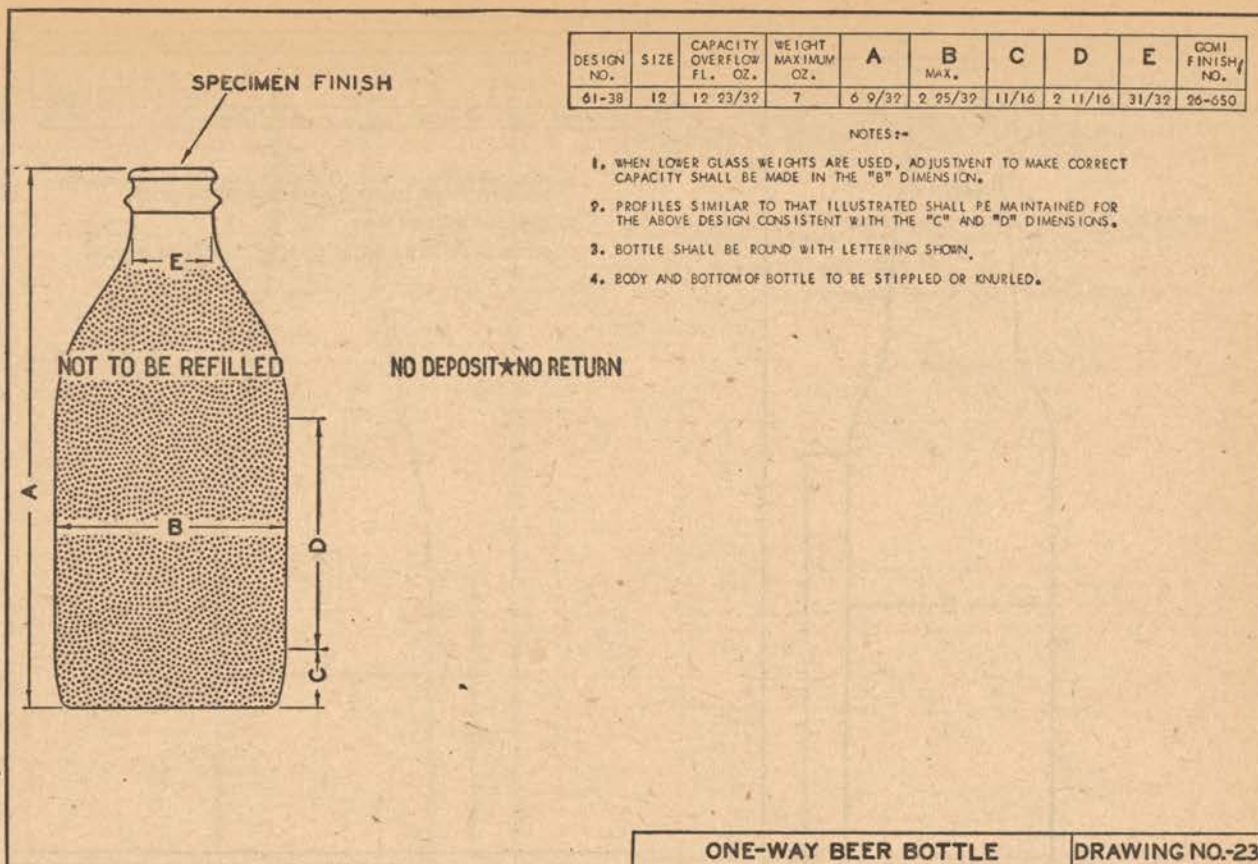 SPECIMEN FINISH
DESIGN NO. SIZE CAPACITY OVERFLOW FL. OZ. WEIGHT MAXIMUM OZ. A B MAX. C D E GCMI FINISH NO.
61-38 12 12 23/32 7 6 9/32 2 25/32 11/16 2 11/16 31/32 26-650
NOTES:-
1. WHEN LOWER GLASS WEIGHTS ARE USED, ADJUSTMENT TO MAKE CORRECT
CAPACITY SHALL BE MADE IN THE "B" DIMENSION.
2. PROFILES SIMILAR TO THAT ILLUSTRATED SHALL BE MAINTAINED FOR
THE ABOVE DESIGN CONSISTENT WITH THE "C" AND "D" DIMENSIONS.
3. BOTTLE SHALL BE ROUND WITH LETTERING SHOWN.
4. BODY AND BOTTOM OF BOTTLE TO BE STIPPLED OR KNURLED.
E
NOT TO BE REFILLED
NO DEPOSIT★NO RETURN
A
B
D
C
ONE-WAY BEER BOTTLE
DRAWING NO.-23